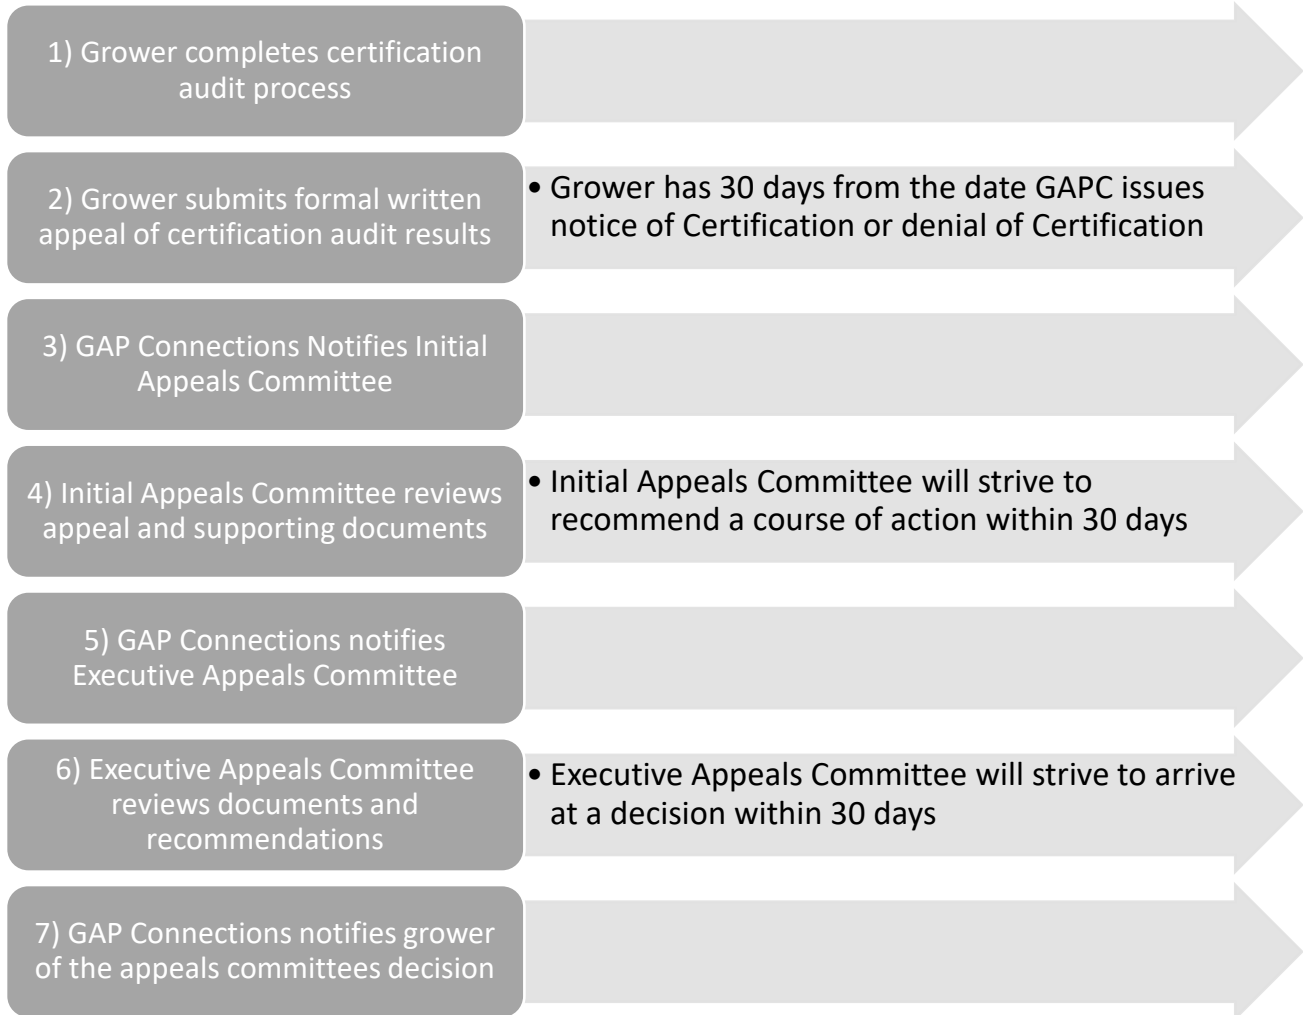 1) Grower completes certification
audit process
2) Grower submits formal written
appeal of certification audit results
• Grower has 30 days from the date GAPC issues
notice of Certification or denial of Certification
3) GAP Connections Notifies Initial
Appeals Committee
4) Initial Appeals Committee reviews
appeal and supporting documents
• Initial Appeals Committee will strive to
recommend a course of action within 30 days
5) GAP Connections notifies
Executive Appeals Committee
6) Executive Appeals Committee
reviews documents and
recommendations
• Executive Appeals Committee will strive to arrive
at a decision within 30 days
7) GAP Connections notifies grower
of the appeals committees decision